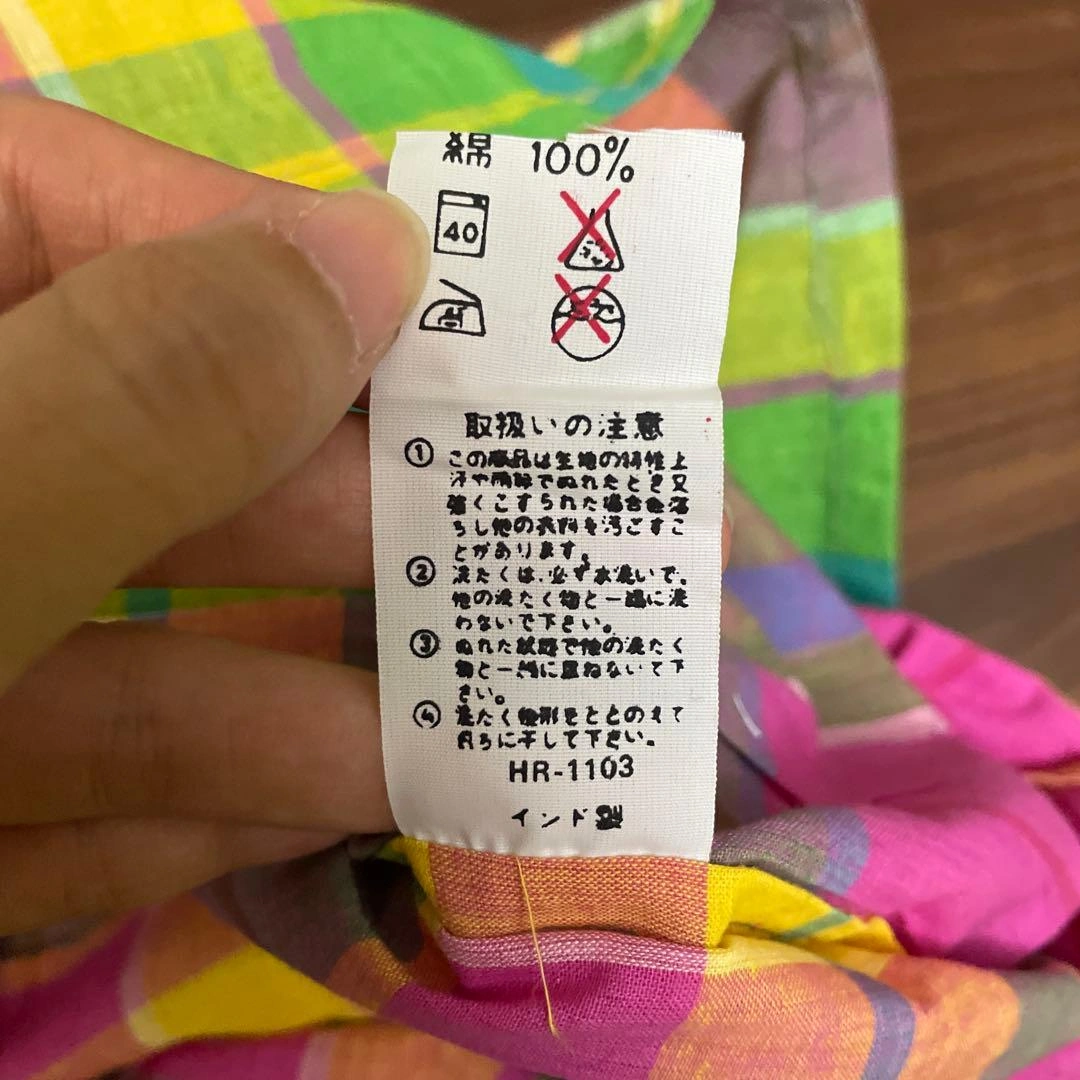 綿 100%
40
取扱いの注意
① この商品は生地の特性上
汗や雨等でぬれたとき又
強くこすられた場合色落
ちし他の衣料を汚すこ
とがあります。
② 洗たくは、必ず水洗いで。
他の洗たく物と一緒に洗
わないで下さい。
③ ぬれた状態で他の洗たく
物と一緒に重ねないで下
さい。
④ 洗たく後形をととのえて
直ちに干して下さい。
HR-1103
インド製